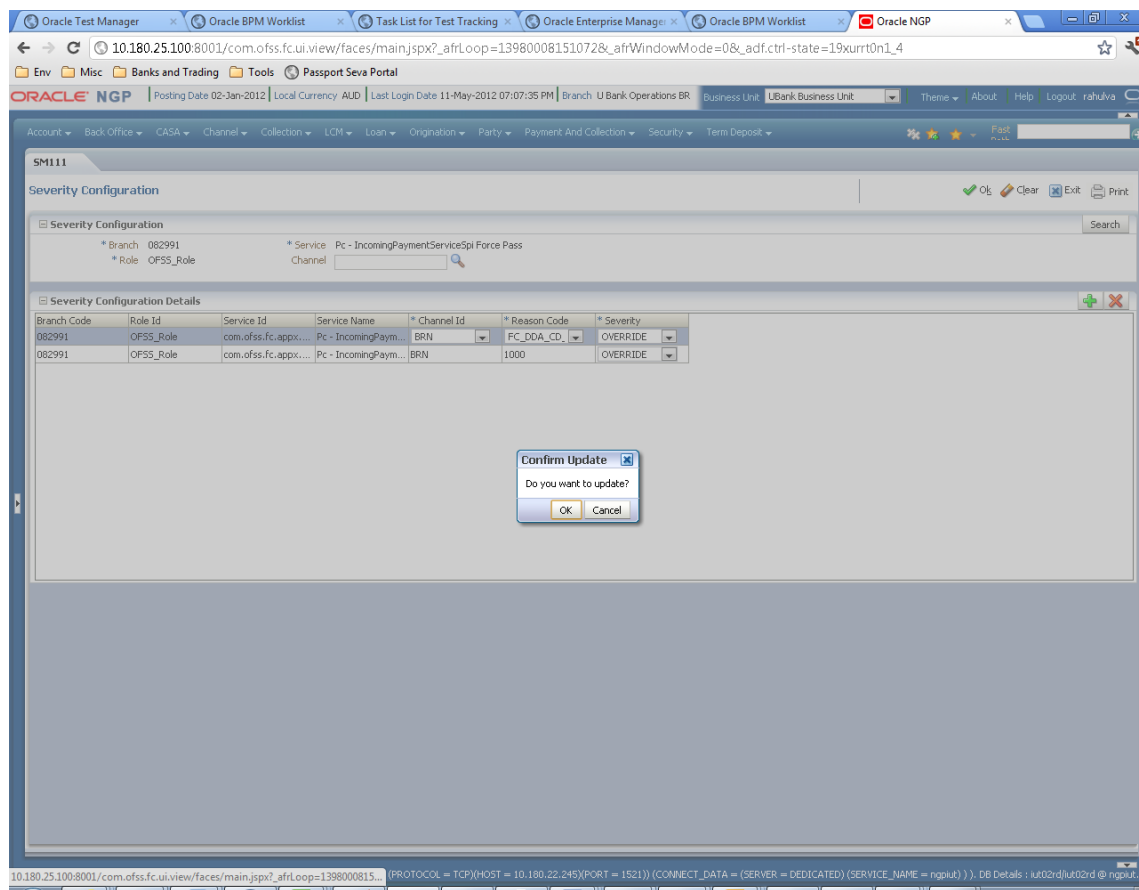 Oracle Test Manager
Oracle BPM Worklist
Task List for Test Tracking
Oracle Enterprise Manage
Oracle BPM Worklist
Oracle NGP
10.180.25.100:8001/com.ofss.fc.ui.view/faces/main.jspx?_afrLoop=1398000815107​2&_afrWindowMode=0&_adf.ctrl-state=19xurrt0n1_4
Env Misc Banks and Trading Tools Passport Seva Portal
ORACLE NGP Posting Date 02-Jan-2012 Local Currency AUD Last Login Date 11-May-2012 07:07:35 PM Branch U Bank Operations BR Business Unit UBank Business Unit Theme About Help Logout rahulva
Account Back Office CASA Channel Collection LCM Loan Origination Party Payment And Collection Security Term Deposit Fast
SM111
Severity Configuration Ok Clear Exit Print
Severity Configuration Search
* Branch 082991 * Service Pc - IncomingPaymentServiceSpi Force Pass
* Role OFSS_Role Channel
Severity Configuration Details
Branch Code Role Id Service Id Service Name * Channel Id * Reason Code * Severity
082991 OFSS_Role com.ofss.fc.appx.... Pc - IncomingPaym... BRN FC_DDA_CD_ OVERRIDE
082991 OFSS_Role com.ofss.fc.appx.... Pc - IncomingPaym... BRN 1000 OVERRIDE
Confirm Update
Do you want to update?
OK Cancel
10.180.25.100:8001/com.ofss.fc.ui.view/faces/main.jspx?_afrLoop=1398000815... (PROTOCOL = TCP)(HOST = 10.180.22.245)(PORT = 1521)) (CONNECT_DATA = (SERVER = DEDICATED) (SERVICE_NAME = ngpiut) ) ). DB Details : iut02rd/iut02rd @ ngpiut.